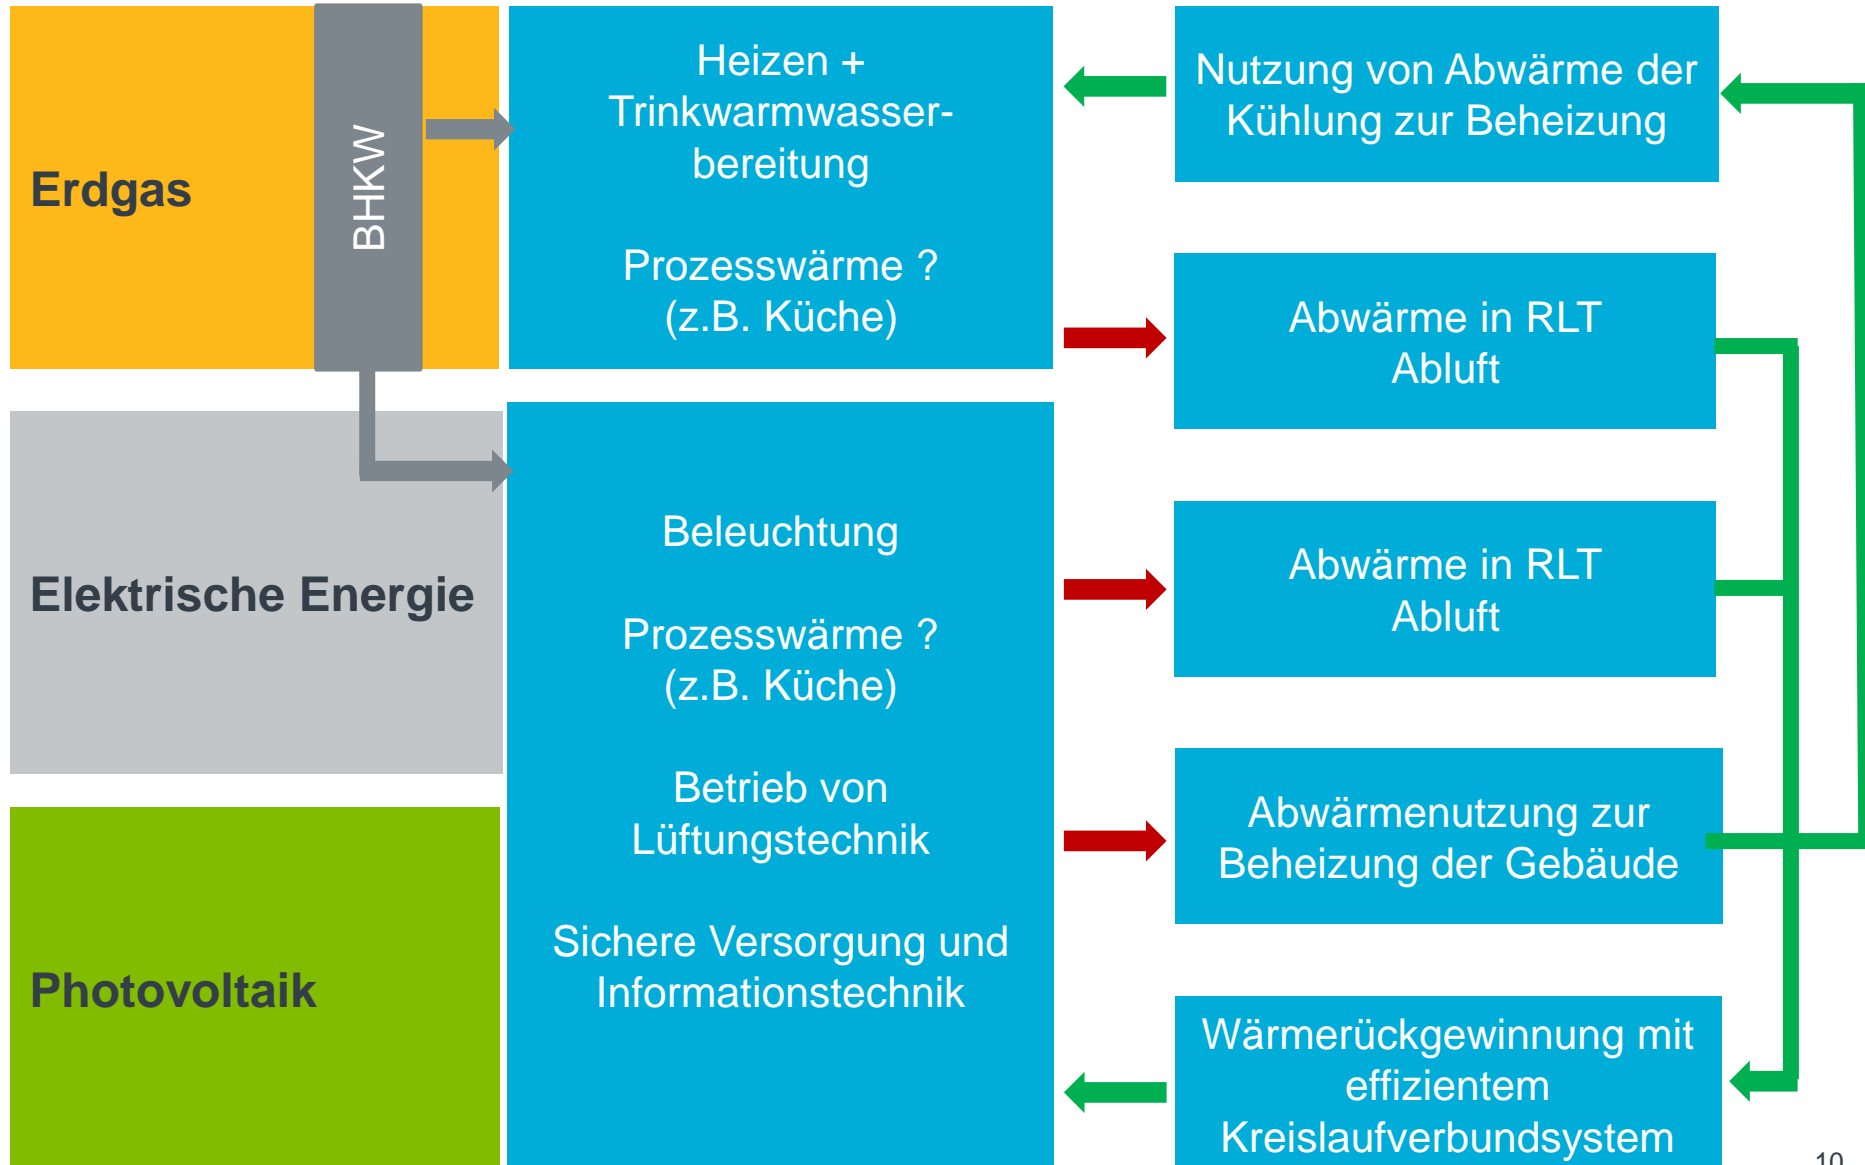 Erdgas
BHKW
Heizen +
Trinkwarmwasser-
bereitung
Prozesswärme ?
(z.B. Küche)
Nutzung von Abwärme der
Kühlung zur Beheizung
Abwärme in RLT
Abluft
Elektrische Energie
Photovoltaik
Beleuchtung
Prozesswärme ?
(z.B. Küche)
Betrieb von
Lüftungstechnik
Sichere Versorgung und
Informationstechnik
Abwärme in RLT
Abluft
Abwärmenutzung zur
Beheizung der Gebäude
Wärmerückgewinnung mit
effizientem
Kreislaufverbundsystem
10